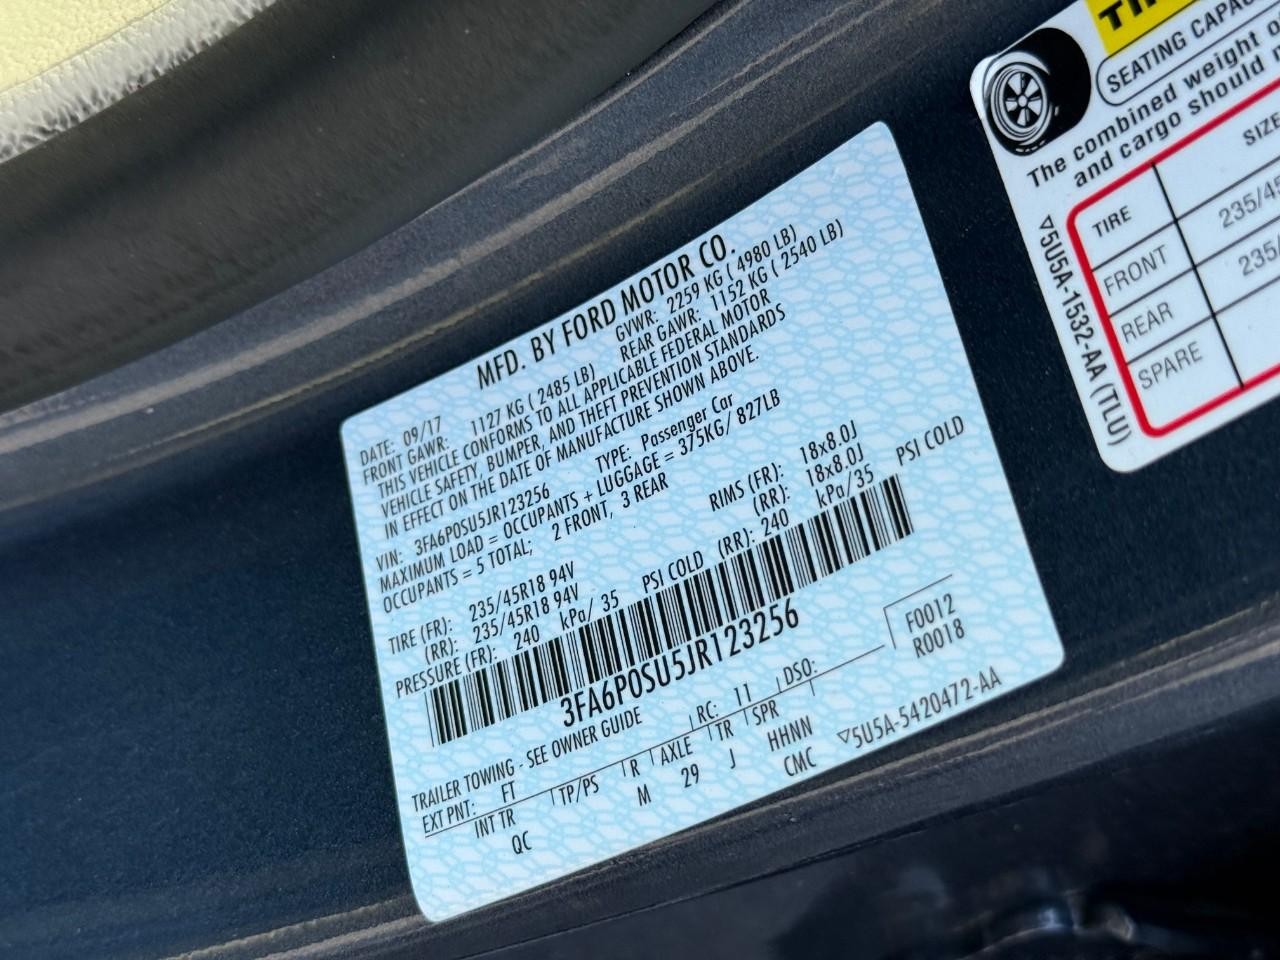 MFD. BY FORD MOTOR CO.
DATE: 09/17 GVWR: 2259 KG ( 4980 LB)
FRONT GAWR: 1127 KG ( 2485 LB) REAR GAWR: 1152 KG ( 2540 LB)
THIS VEHICLE CONFORMS TO ALL APPLICABLE FEDERAL MOTOR
VEHICLE SAFETY, BUMPER, AND THEFT PREVENTION STANDARDS
IN EFFECT ON THE DATE OF MANUFACTURE SHOWN ABOVE.
VIN: 3FA6P0SU5JR123256 TYPE: Passenger Car
MAXIMUM LOAD = OCCUPANTS + LUGGAGE = 375KG/ 827LB
OCCUPANTS = 5 TOTAL; 2 FRONT, 3 REAR
TIRE (FR): 235/45R18 94V RIMS (FR): 18x8.0J
(RR): 235/45R18 94V (RR): 18x8.0J
PRESSURE (FR): 240 kPa/ 35 PSI COLD (RR): 240 kPa/35 PSI COLD
3FA6P0SU5JR123256
TRAILER TOWING - SEE OWNER GUIDE
F0012
R0018
EXT PNT: FT RC: 11 DSO:
INT TR TP/PS R AXLE TR SPR
QC M 29 J HHNN
CMC
▽5U5A-5420472-AA
SEATING
The combined weight
and cargo should
TIRE SIZE
FRONT
REAR
SPARE
▽5U5A-1532-AA (TLU)